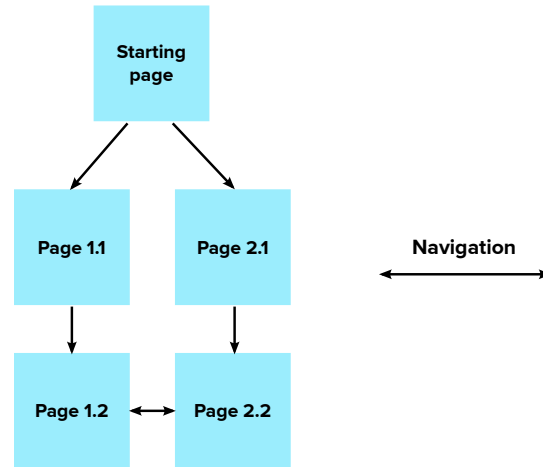 Starting
page
Page 1.1
Page 2.1
Navigation
Page 1.2
Page 2.2